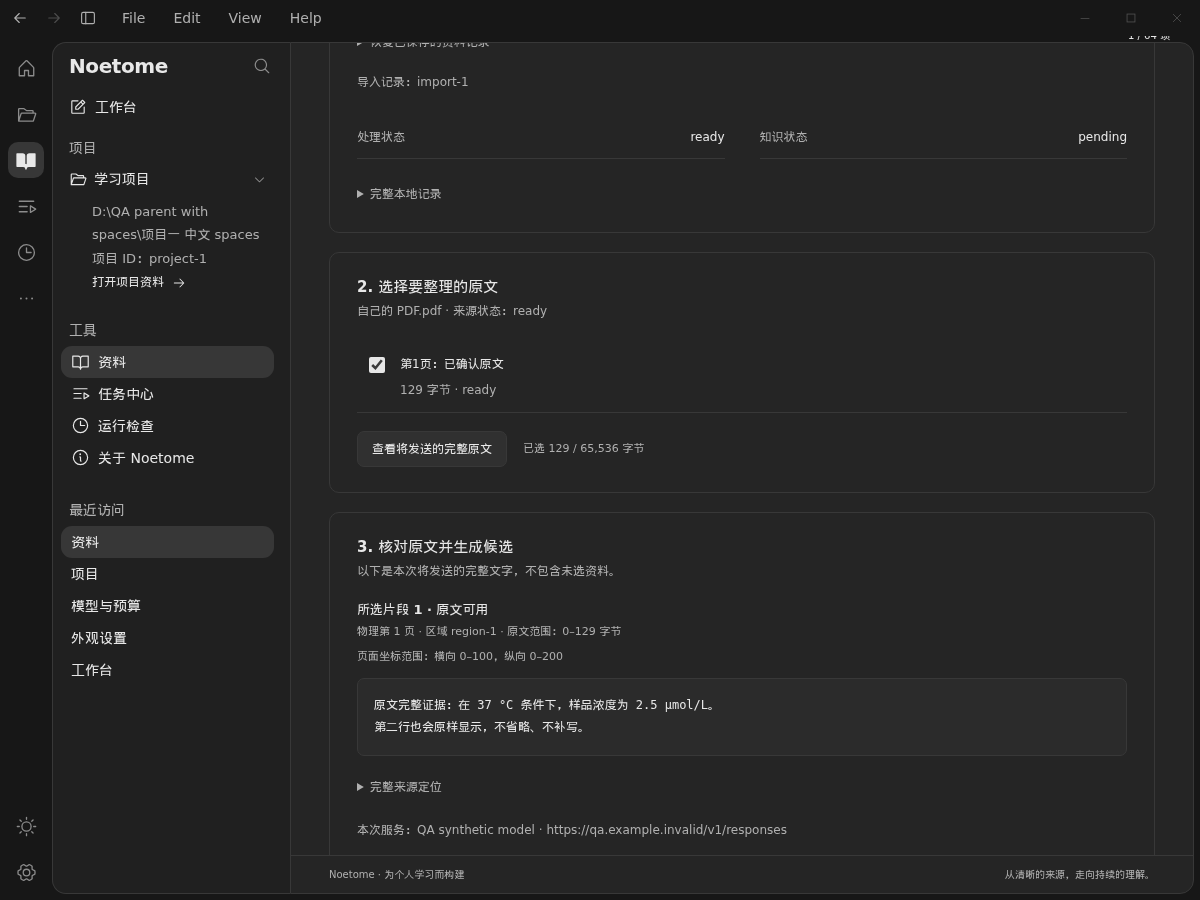 File Edit View Help
Noetome
工作台
项目
学习项目
D:\QA parent with
spaces\项目一 中文 spaces
项目 ID：project-1
打开项目资料 →
工具
资料
任务中心
运行检查
关于 Noetome
最近访问
资料
项目
模型与预算
外观设置
工作台
导入记录：import-1
处理状态 ready
知识状态 pending
完整本地记录
2. 选择要整理的原文
自己的 PDF.pdf · 来源状态：ready
第1页：已确认原文
129 字节 · ready
查看将发送的完整原文 已选 129 / 65,536 字节
3. 核对原文并生成候选
以下是本次将发送的完整文字，不包含未选资料。
所选片段 1 · 原文可用
物理第 1 页 · 区域 region-1 · 原文范围：0–129 字节
页面坐标范围：横向 0–100，纵向 0–200
原文完整证据：在 37 °C 条件下，样品浓度为 2.5 μmol/L。
第二行也会原样显示，不省略、不补写。
完整来源定位
本次服务：QA synthetic model · https://qa.example.invalid/v1/responses
Noetome · 为个人学习而构建
从清晰的来源，走向持续的理解。